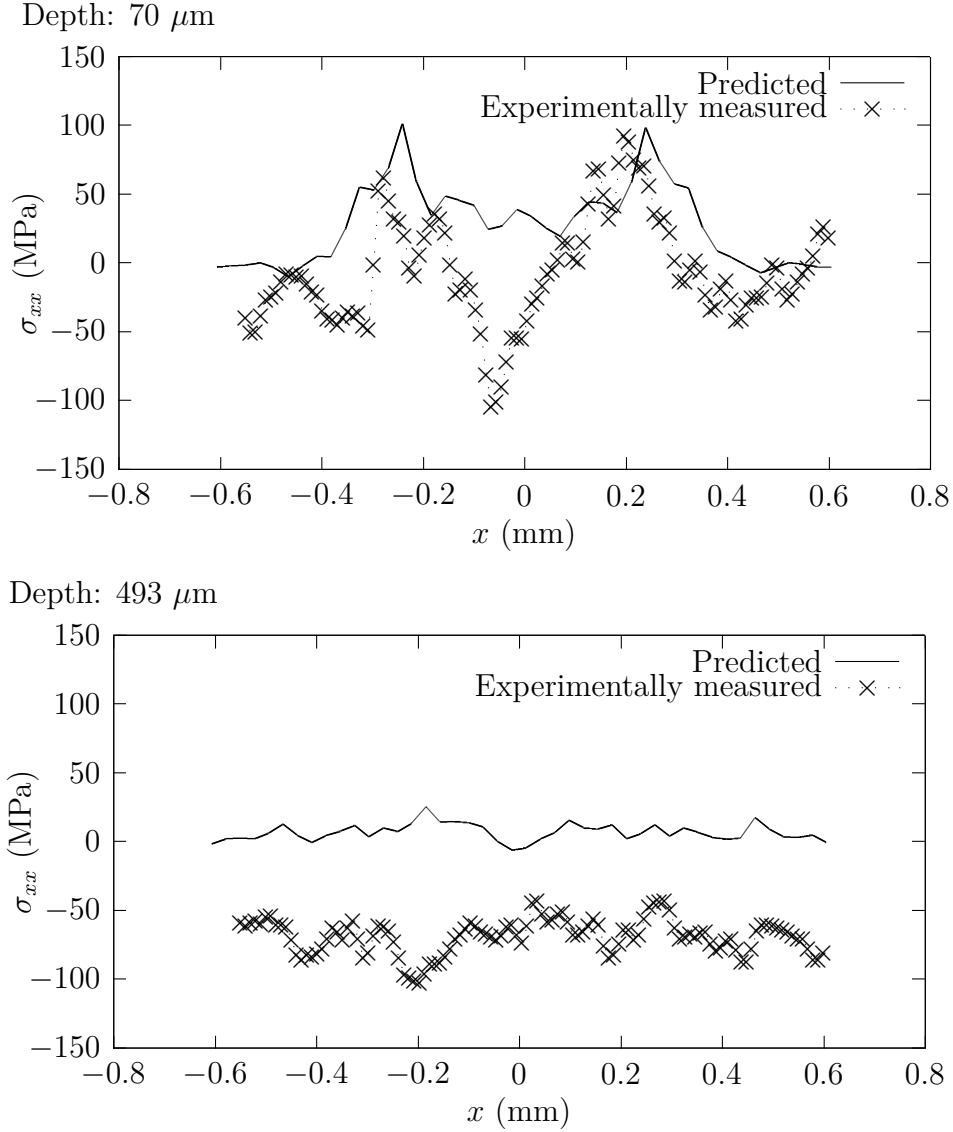 Depth: 70 μm
150
100
50
0
−50
−100
−150
σxx (MPa)
Predicted
Experimentally measured
−0.8 −0.6 −0.4 −0.2 0 0.2 0.4 0.6 0.8
x (mm)
Depth: 493 μm
150
100
50
0
−50
−100
−150
σxx (MPa)
Predicted
Experimentally measured
−0.8 −0.6 −0.4 −0.2 0 0.2 0.4 0.6 0.8
x (mm)